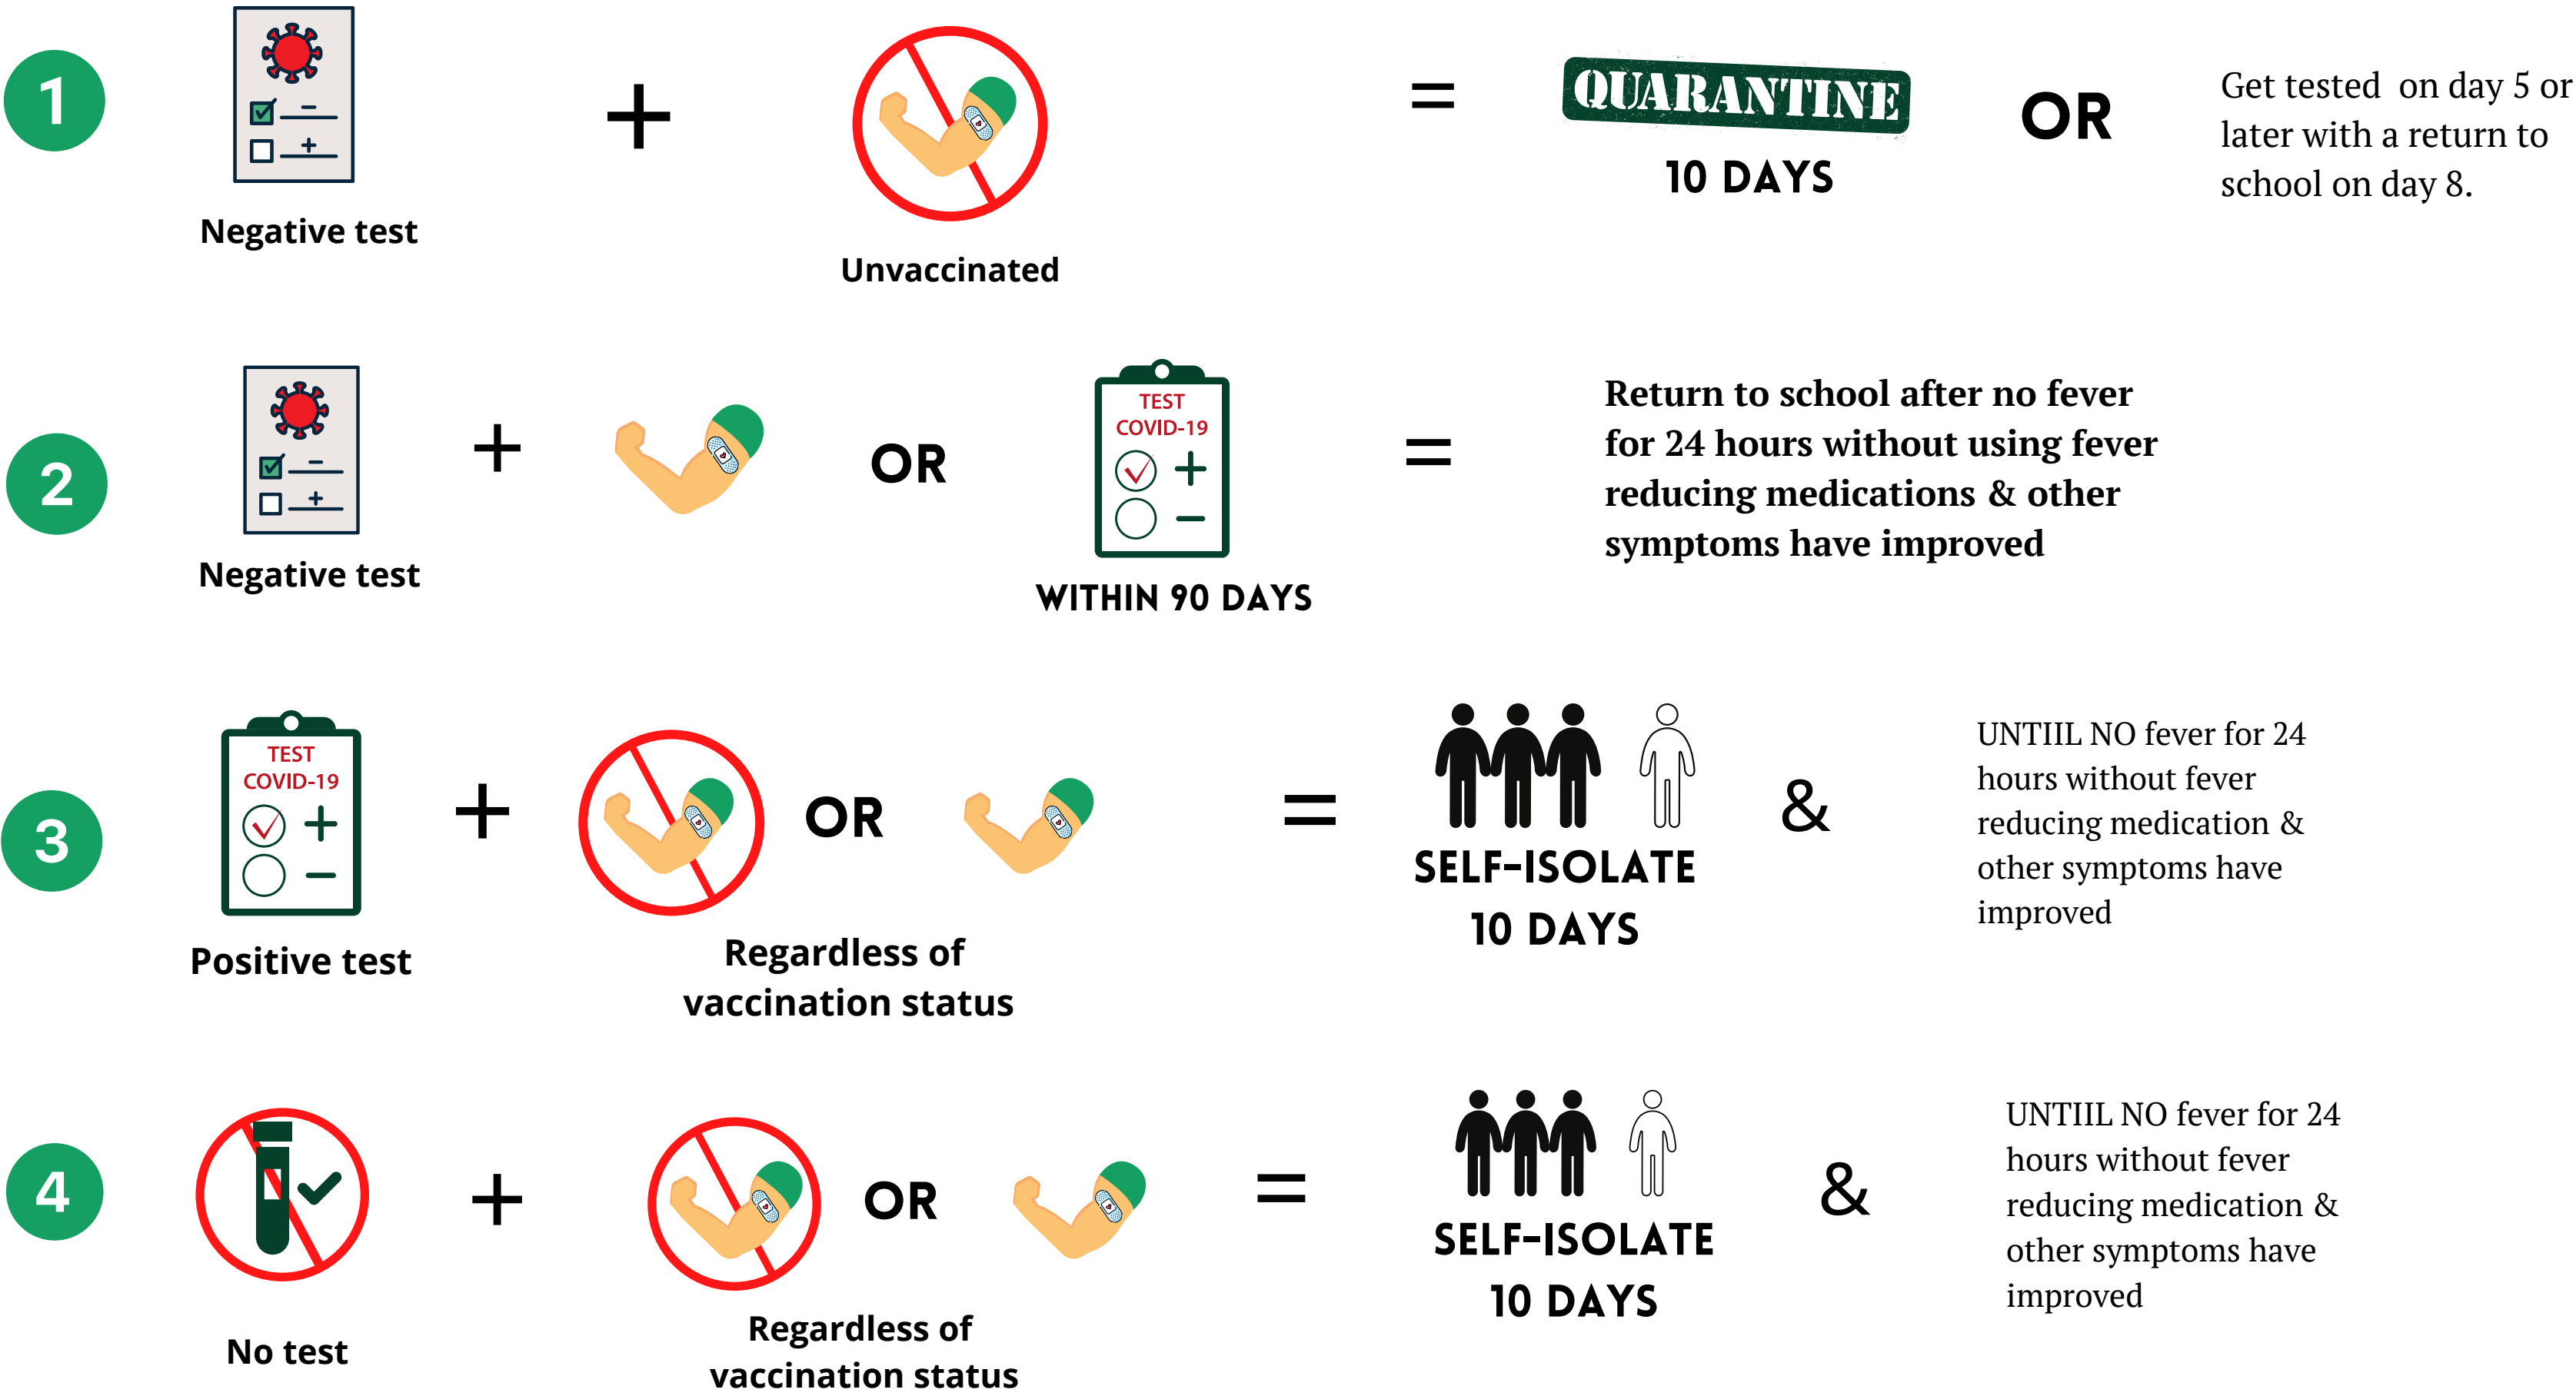 1
Negative test
+
Unvaccinated
=
QUARANTINE
10 DAYS
OR
Get tested  on day 5 or
later with a return to
school on day 8.
2
Negative test
+
OR
TEST
COVID-19
+
-
WITHIN 90 DAYS
=
Return to school after no fever
for 24 hours without using fever
reducing medications & other
symptoms have improved
3
TEST
COVID-19
+
-
Positive test
+
OR
Regardless of
vaccination status
=
SELF-ISOLATE
10 DAYS
&
UNTIIL NO fever for 24
hours without fever
reducing medication &
other symptoms have
improved
4
No test
+
OR
Regardless of
vaccination status
=
SELF-ISOLATE
10 DAYS
&
UNTIIL NO fever for 24
hours without fever
reducing medication &
other symptoms have
improved